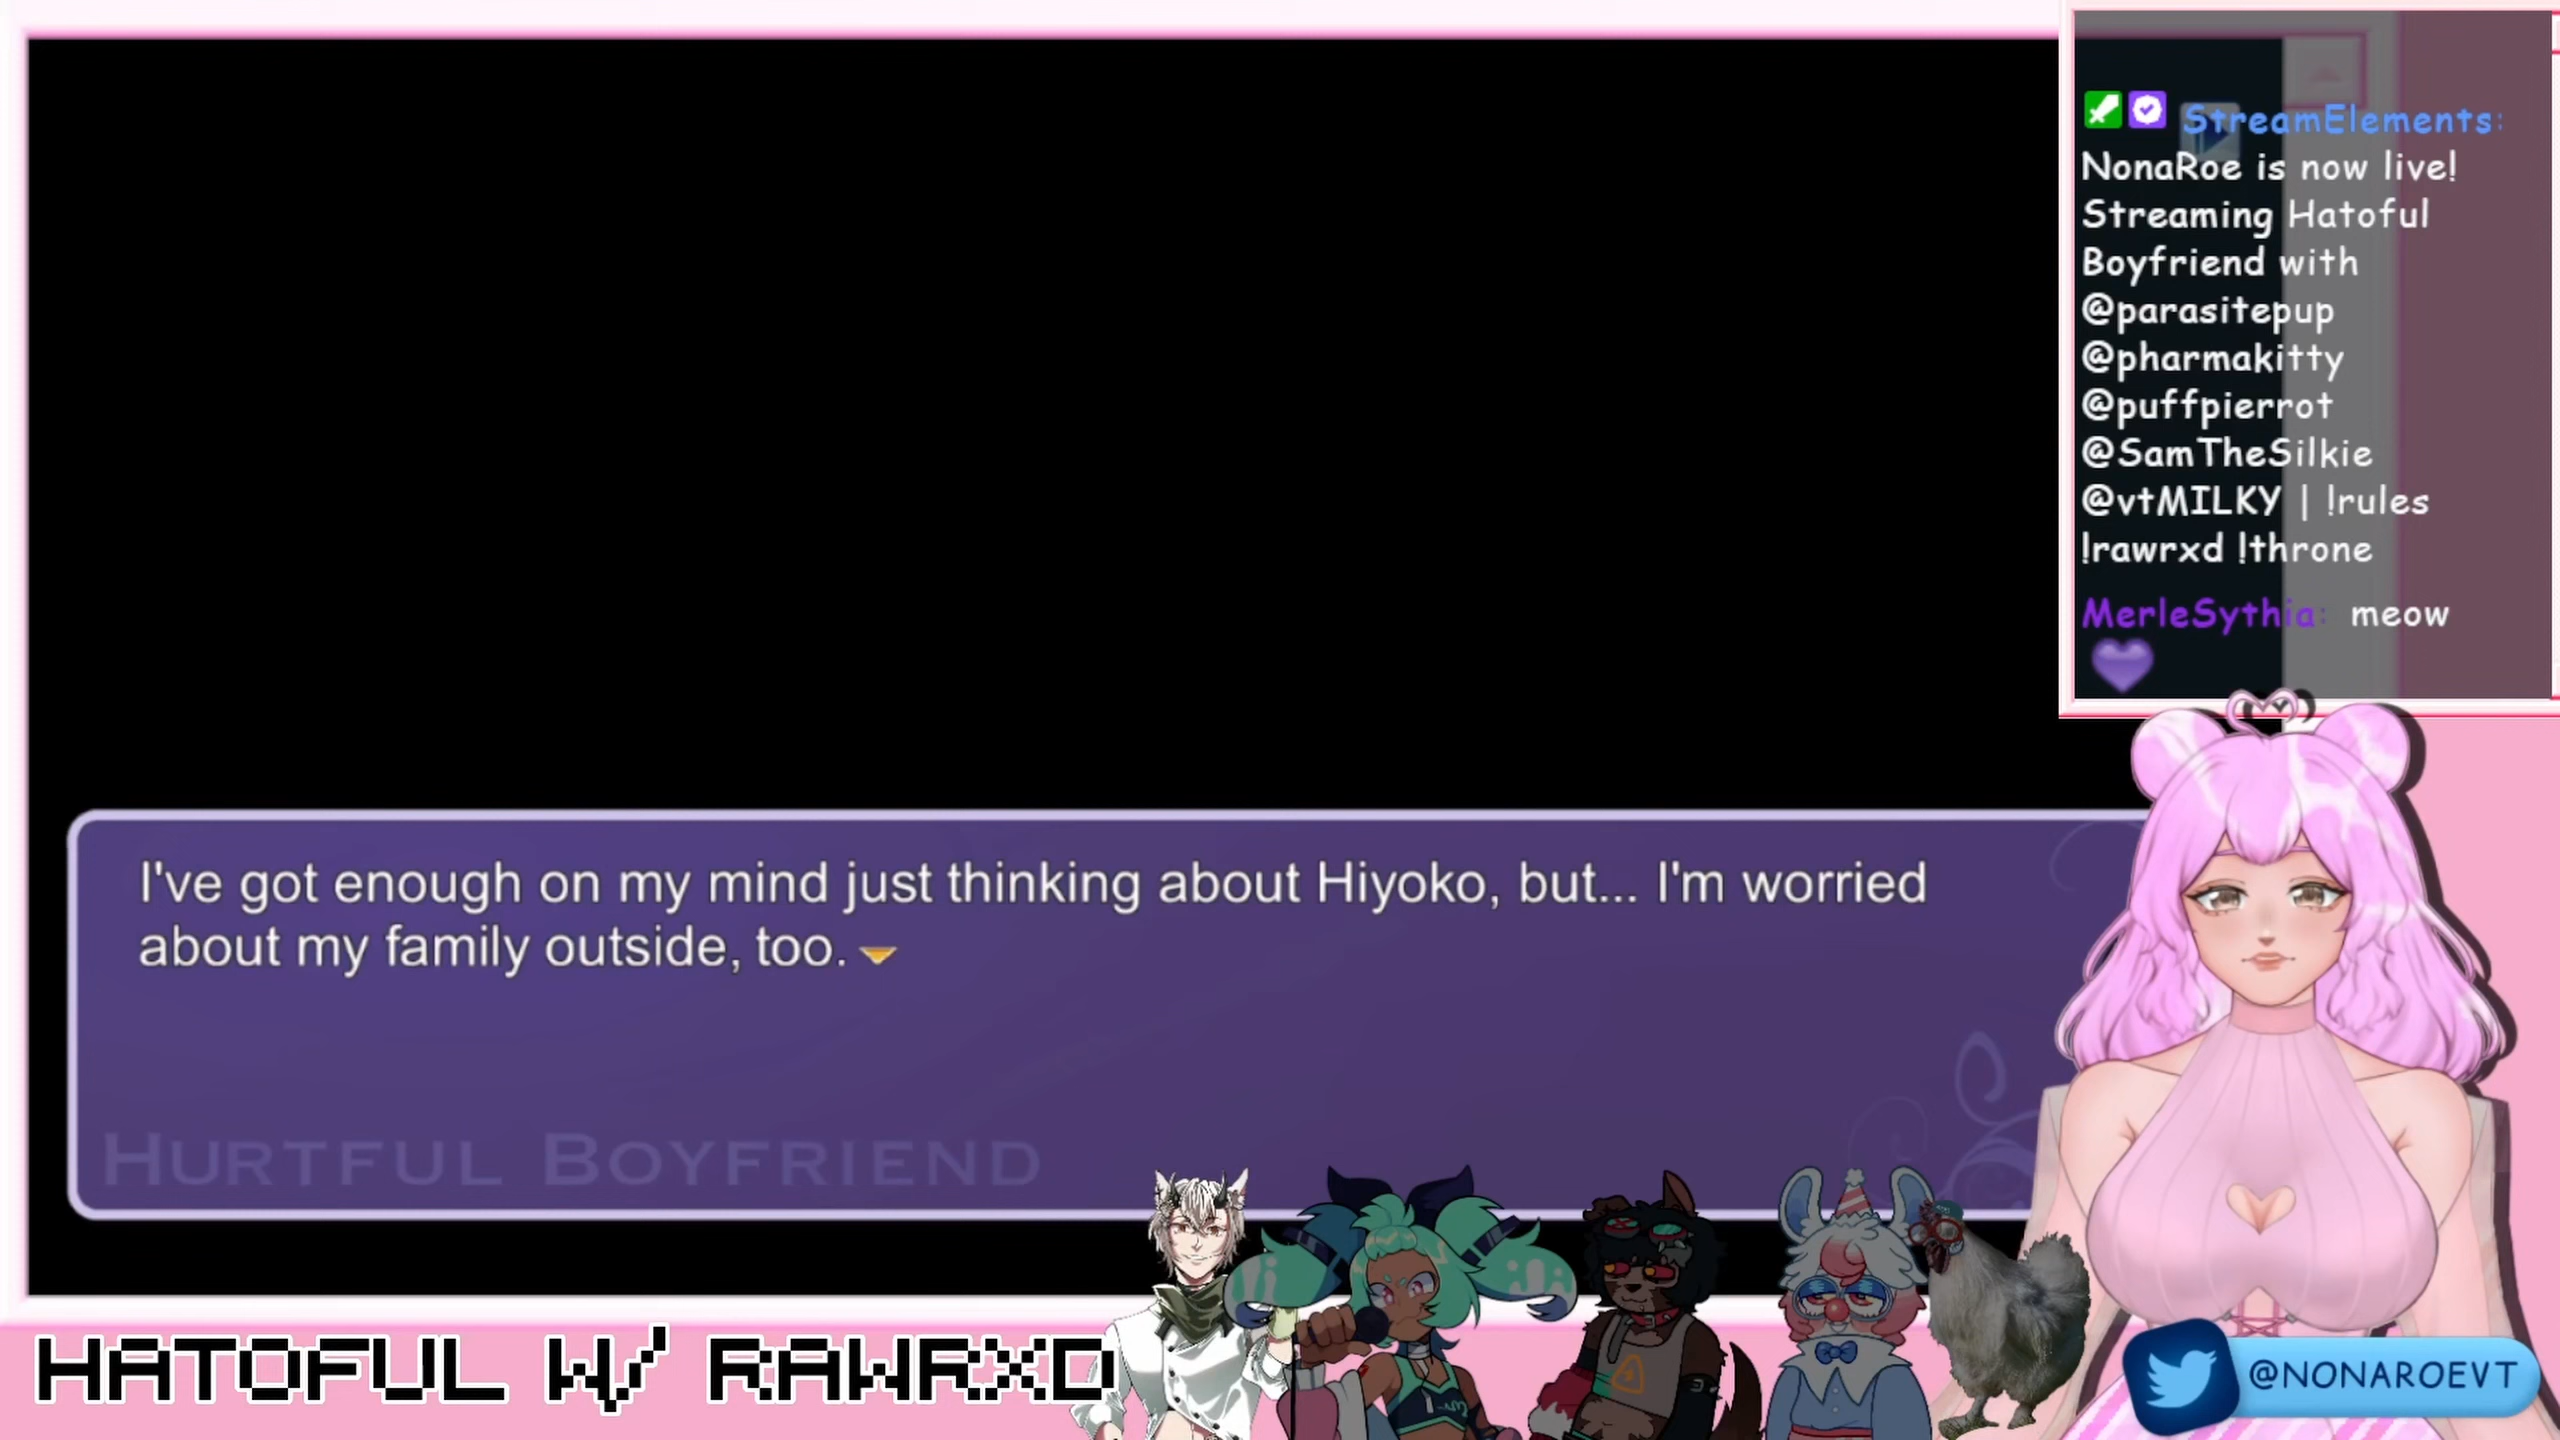 StreamElements:
NonaRoe is now live!
Streaming Hatoful
Boyfriend with
@parasitepup
@pharmakitty
@puffpierrot
@SamTheSilkie
@vtMILKY | !rules
!rawrxd !throne
MerleSythia: meow
I've got enough on my mind just thinking about Hiyoko, but... I'm worried
about my family outside, too.
HURTFUL BOYFRIEND
HATOFUL W/ RAWRXD
@NONAROEVT